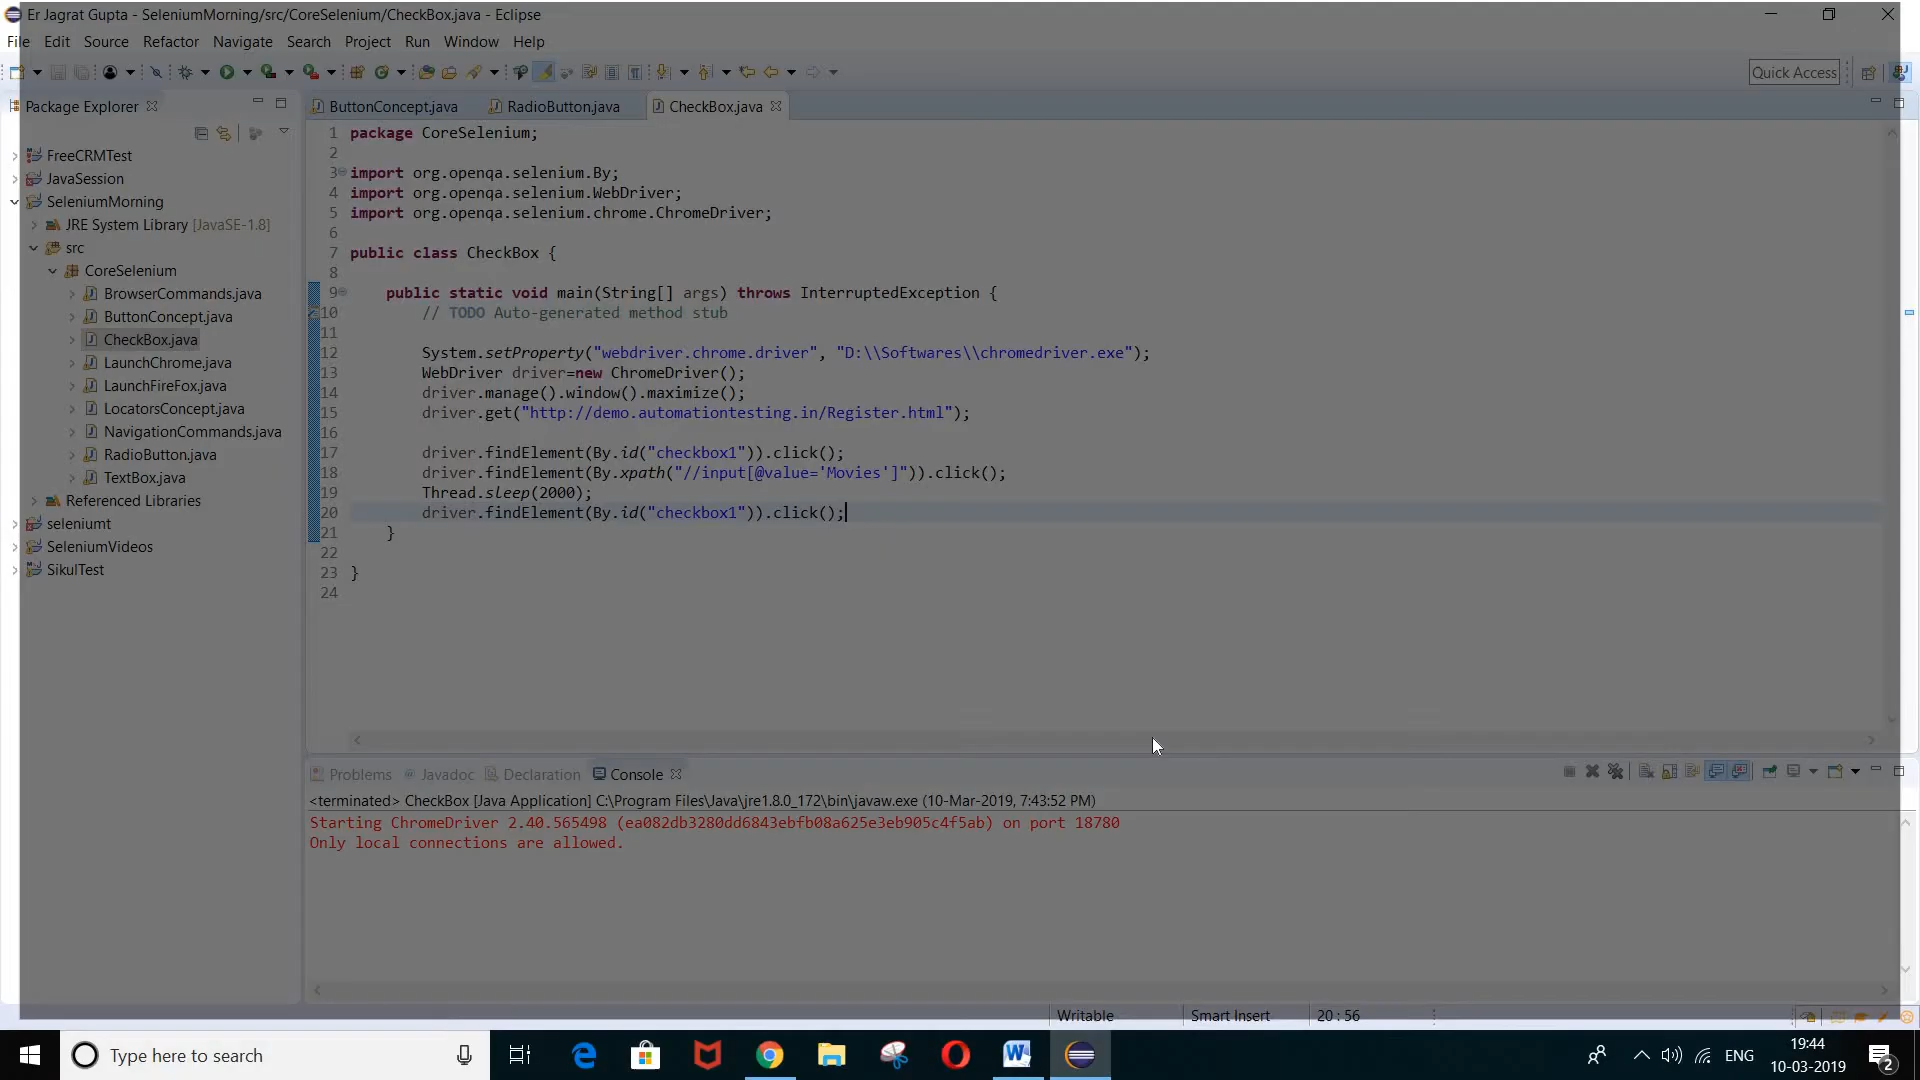 Er Jagrat Gupta - SeleniumMorning/src/CoreSelenium/CheckBox.java - Eclipse
File Edit Source Refactor Navigate Search Project Run Window Help
Quick Access
Package Explorer
FreeCRMTest
JavaSession
SeleniumMorning
JRE System Library [JavaSE-1.8]
src
CoreSelenium
BrowserCommands.java
ButtonConcept.java
CheckBox.java
LaunchChrome.java
LaunchFireFox.java
LocatorsConcept.java
NavigationCommands.java
RadioButton.java
TextBox.java
Referenced Libraries
seleniumt
SeleniumVideos
SikulTest
ButtonConcept.java RadioButton.java CheckBox.java
1 package CoreSelenium;
2
3 import org.openqa.selenium.By;
4 import org.openqa.selenium.WebDriver;
5 import org.openqa.selenium.chrome.ChromeDriver;
6
7 public class CheckBox {
8
9 public static void main(String[] args) throws InterruptedException {
10 // TODO Auto-generated method stub
11
12 System.setProperty("webdriver.chrome.driver", "D:\\Softwares\\chromedriver.exe");
13 WebDriver driver=new ChromeDriver();
14 driver.manage().window().maximize();
15 driver.get("http://demo.automationtesting.in/Register.html");
16
17 driver.findElement(By.id("checkbox1")).click();
18 driver.findElement(By.xpath("//input[@value='Movies']")).click();
19 Thread.sleep(2000);
20 driver.findElement(By.id("checkbox1")).click();
21 }
22
23 }
24
Problems Javadoc Declaration Console
<terminated> CheckBox [Java Application] C:\Program Files\Java\jre1.8.0_172\bin\javaw.exe (10-Mar-2019, 7:43:52 PM)
Starting ChromeDriver 2.40.565498 (ea082db3280dd6843ebfb08a625e3eb905c4f5ab) on port 18780
Only local connections are allowed.
Writable Smart Insert 20 : 56
Type here to search
ENG
19:44
10-03-2019
2